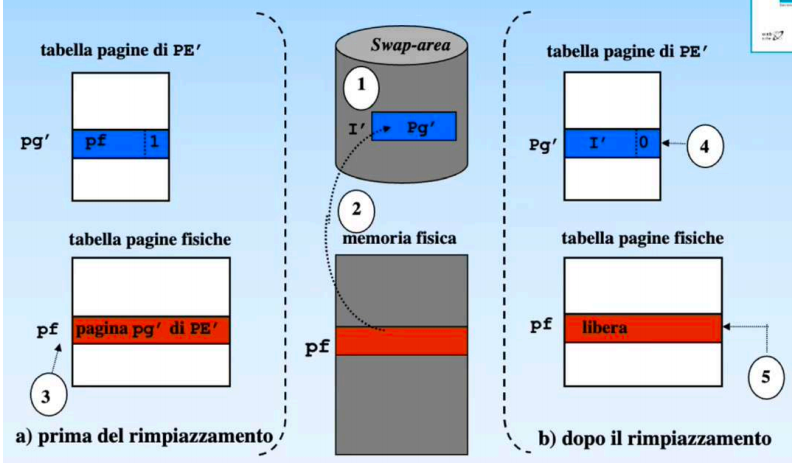 tabella pagine di PE'
pg'
pf 1
tabella pagine fisiche
pf
pagina pg' di PE'
3
a) prima del rimpiazzamento
Swap-area
1
I'
Pg'
2
memoria fisica
pf
tabella pagine di PE'
Pg'
I' 0
4
tabella pagine fisiche
pf
libera
5
b) dopo il rimpiazzamento